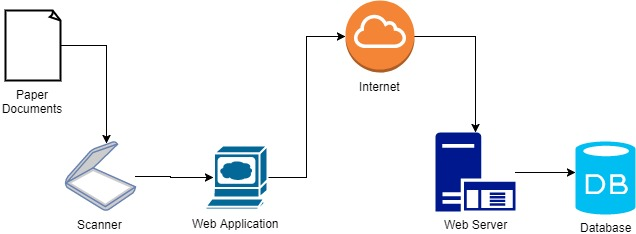 Paper
Documents
Scanner
Web Application
Internet
Web Server
DB
Database